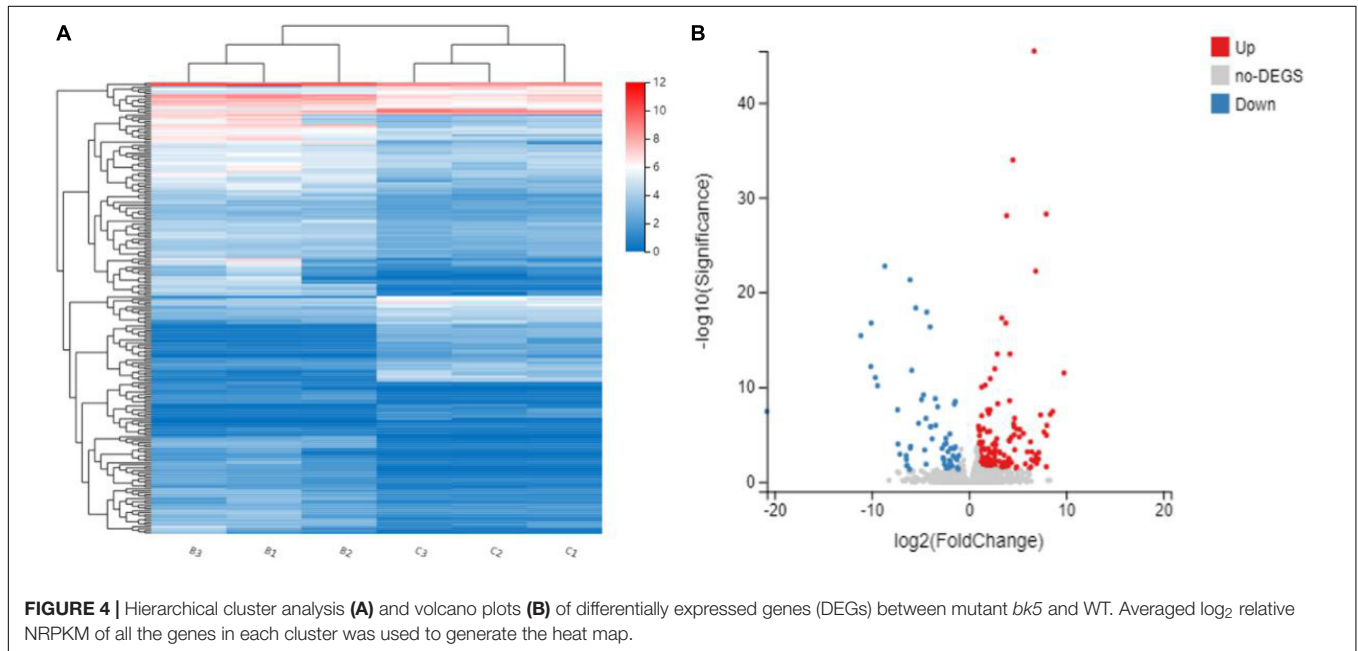 A
12
10
8
6
4
2
0
B3 B1 B2 C3 C2 C1
B
Up
no-DEGS
Down
-log10(Significance)
40
30
20
10
0
-20 -10 0 10 20
log2(FoldChange)
FIGURE 4 | Hierarchical cluster analysis (A) and volcano plots (B) of differentially expressed genes (DEGs) between mutant bk5 and WT. Averaged log2 relative
NRPKM of all the genes in each cluster was used to generate the heat map.